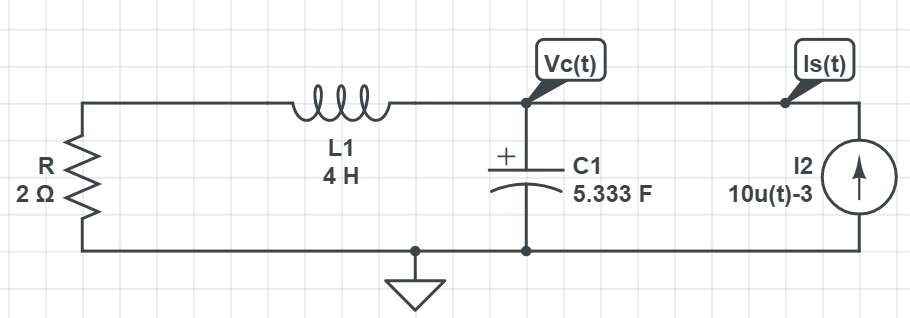 Vc(t)
Is(t)
R
2 Ω
L1
4 H
+
C1
5.333 F
I2
10u(t)-3